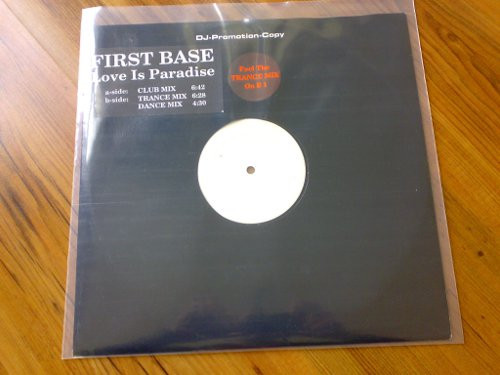 DJ-Promotion-Copy
FIRST BASE
Love Is Paradise
a-side: CLUB MIX 6:42
b-side: TRANCE MIX 6:28
DANCE MIX 4:30
Feel The
TRANCE MIX
On B 1